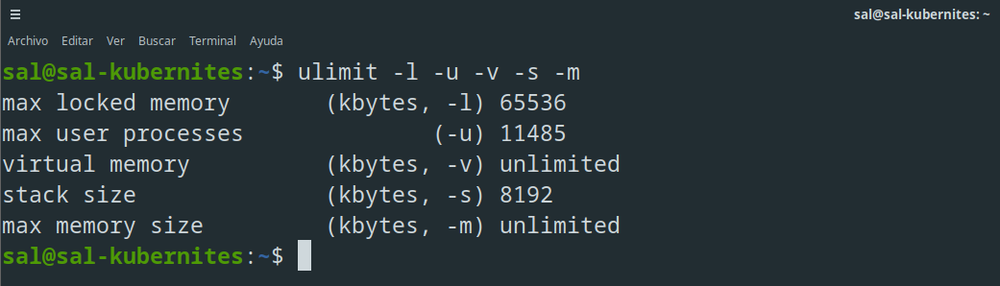 sal@sal-kubernites: ~
Archivo Editar Ver Buscar Terminal Ayuda
sal@sal-kubernites:~$ ulimit -l -u -v -s -m
max locked memory       (kbytes, -l) 65536
max user processes              (-u) 11485
virtual memory          (kbytes, -v) unlimited
stack size              (kbytes, -s) 8192
max memory size         (kbytes, -m) unlimited
sal@sal-kubernites:~$